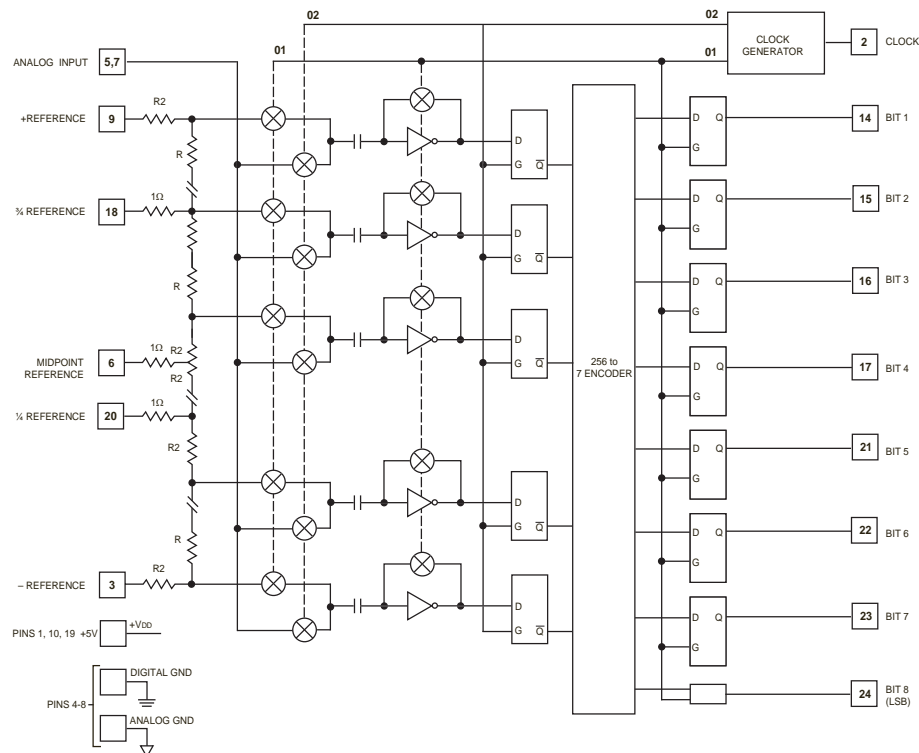 02
02
CLOCK
GENERATOR
2
CLOCK
01
01
ANALOG INPUT
5,7
R2
+REFERENCE
9
R
D
G
Q
D
Q
G
14
BIT 1
¾ REFERENCE
18
1Ω
D
G
Q
D
Q
G
15
BIT 2
R
D
Q
G
16
BIT 3
MIDPOINT
REFERENCE
6
1Ω
R2
R2
D
G
Q
256 to
7 ENCODER
D
Q
G
17
BIT 4
¼ REFERENCE
20
1Ω
R2
D
Q
G
21
BIT 5
D
G
Q
D
Q
G
22
BIT 6
R
– REFERENCE
3
R2
D
G
Q
D
Q
G
23
BIT 7
PINS 1, 10, 19 +5V
+VDD
24
BIT 8
(LSB)
PINS 4-8
DIGITAL GND
ANALOG GND